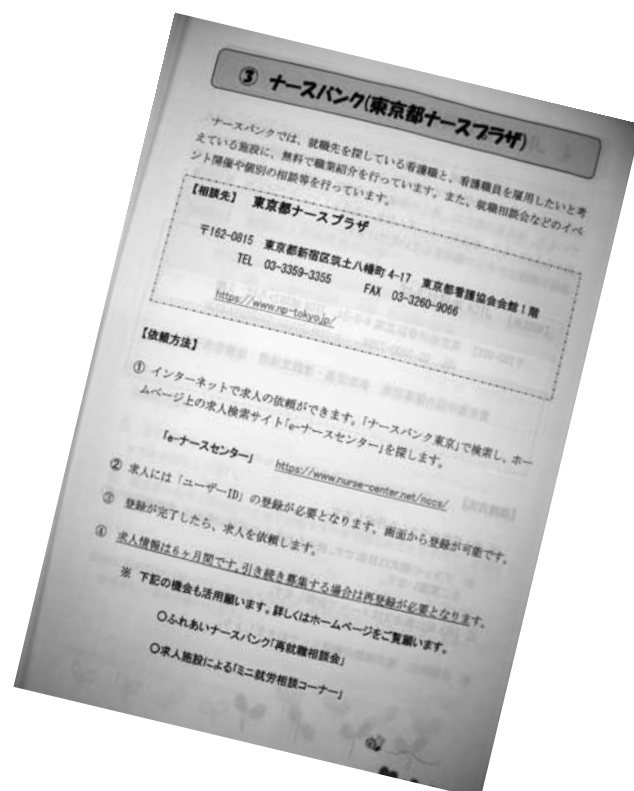 ③ ナースバンク(東京都ナースプラザ)
ナースバンクでは、就職先を探している看護職と、看護職員を雇用したいと考
えている施設に、無料で職業紹介を行っています。また、就職相談会などのイベ
ント開催や個別の相談等を行っています。
【相談先】 東京都ナースプラザ
〒162-0815 東京都新宿区筑土八幡町 4-17 東京都看護協会会館 1 階
TEL 03-3359-3355 FAX 03-3260-9066
https://www.np-tokyo.jp/
【依頼方法】
① インターネットで求人の依頼ができます。「ナースバンク東京」で検索し、ホー
ムページ上の求人検索サイト「e-ナースセンター」を探します。
「e-ナースセンター」 https://www.nurse-center.net/nccs/
② 求人には「ユーザーID」の登録が必要となります。画面から登録が可能です。
③ 登録が完了したら、求人を依頼します。
④ 求人情報は6ヶ月間です。引き続き募集する場合は再登録が必要となります。
※ 下記の機会も活用願います。詳しくはホームページをご覧願います。
○ふれあいナースバンク「再就職相談会」
○求人施設による「ミニ就労相談コーナー」